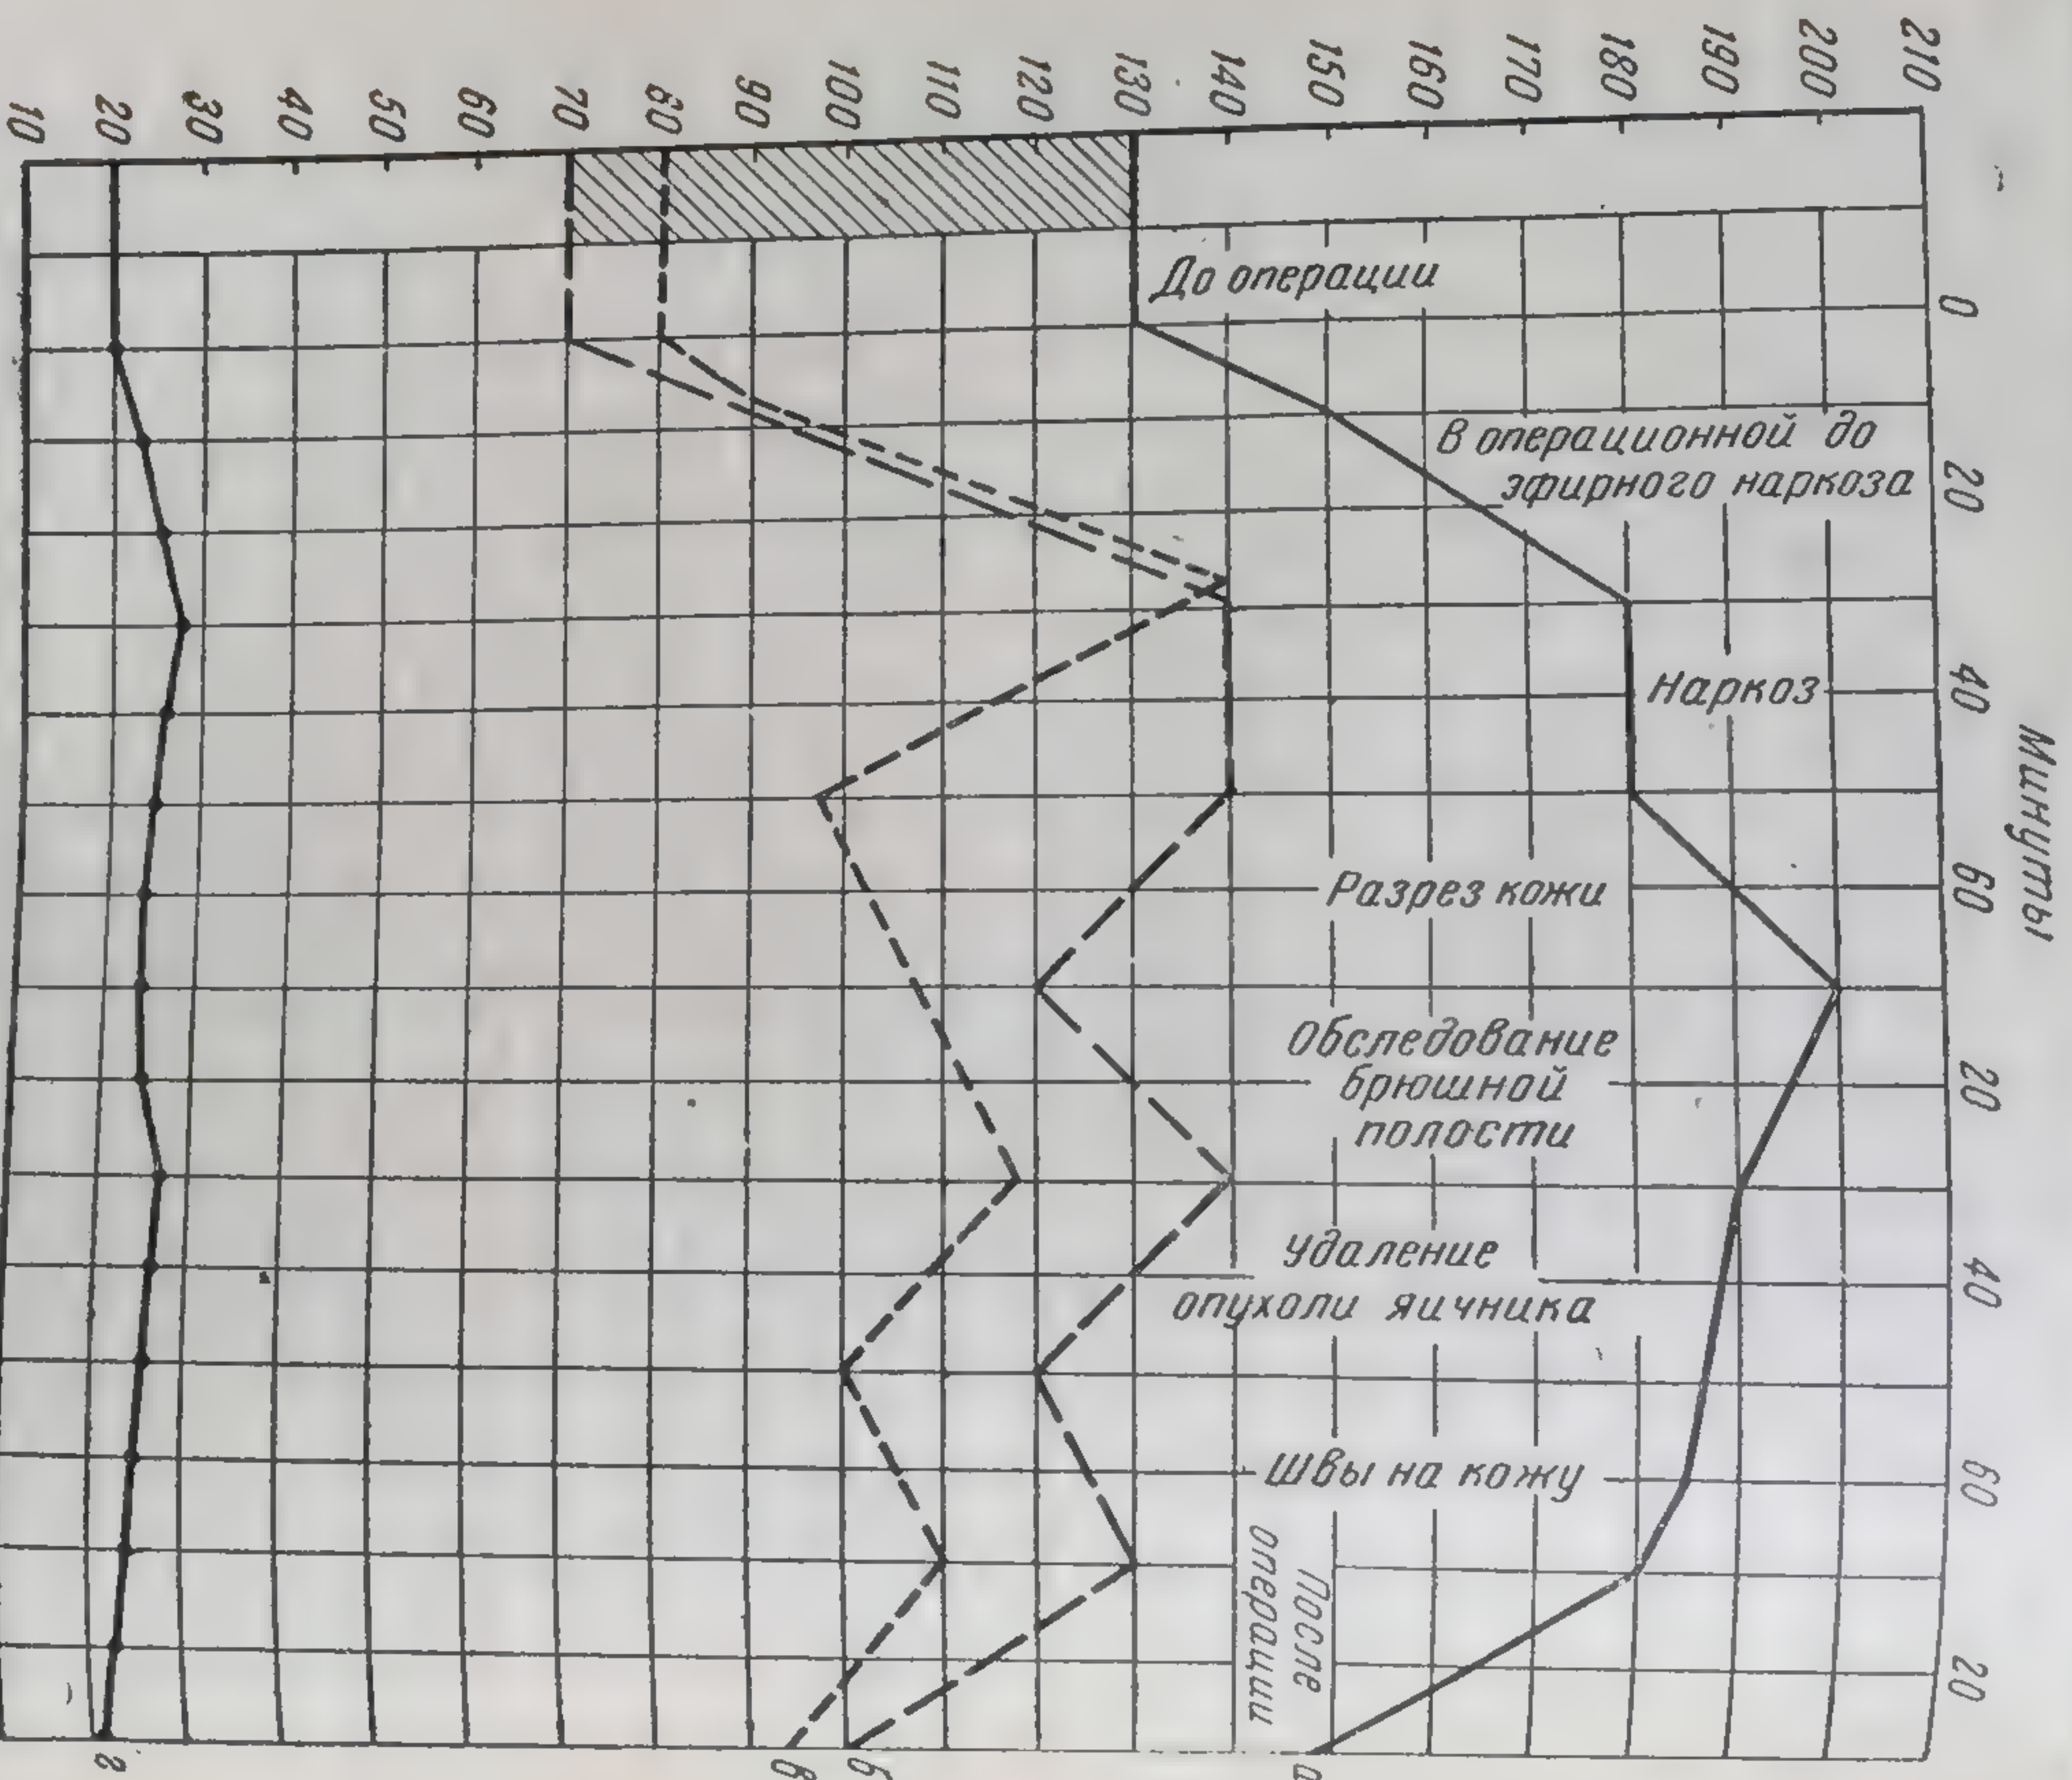 210
200
190
180
170
160
150
140
130
120
110
100
90
80
70
60
50
40
30
20
10
Минуты
0
20
40
60
20
40
60
20
До операции
В операционной до
эфирного наркоза
Наркоз
Разрез кожи
Обследование
брюшной
полости
Удаление
опухоли яичника
Швы на кожу
После
операции
а
б
в
г